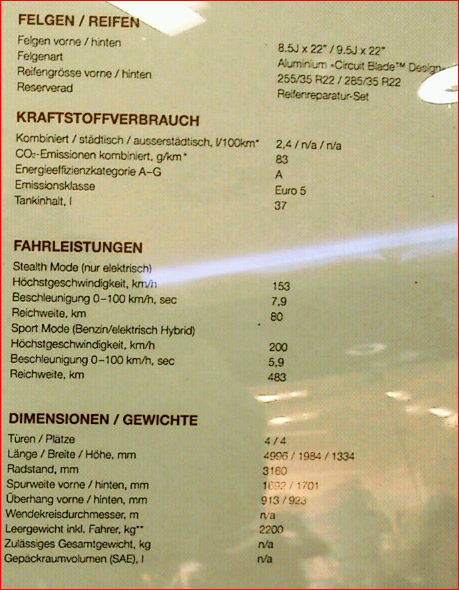 FELGEN / REIFEN
Felgen vorne / hinten 8.5J x 22" / 9.5J x 22"
Felgenart Aluminium «Circuit Blade™ Design»
Reifengrösse vorne / hinten 255/35 R22 / 285/35 R22
Reserverad Reifenreparatur-Set
KRAFTSTOFFVERBRAUCH
Kombiniert / städtisch / ausserstädtisch, l/100km* 2,4 / n/a / n/a
CO₂-Emissionen kombiniert, g/km* 83
Energieeffizienzkategorie A–G A
Emissionsklasse Euro 5
Tankinhalt, l 37
FAHRLEISTUNGEN
Stealth Mode (nur elektrisch)
Höchstgeschwindigkeit, km/h 153
Beschleunigung 0–100 km/h, sec 7,9
Reichweite, km 80
Sport Mode (Benzin/elektrisch Hybrid)
Höchstgeschwindigkeit, km/h 200
Beschleunigung 0–100 km/h, sec 5,9
Reichweite, km 483
DIMENSIONEN / GEWICHTE
Türen / Plätze 4 / 4
Länge / Breite / Höhe, mm 4996 / 1984 / 1334
Radstand, mm 3160
Spurweite vorne / hinten, mm 1692 / 1701
Überhang vorne / hinten, mm 913 / 923
Wendekreisdurchmesser, m n/a
Leergewicht inkl. Fahrer, kg** 2200
Zulässiges Gesamtgewicht, kg n/a
Gepäckraumvolumen (SAE), l n/a